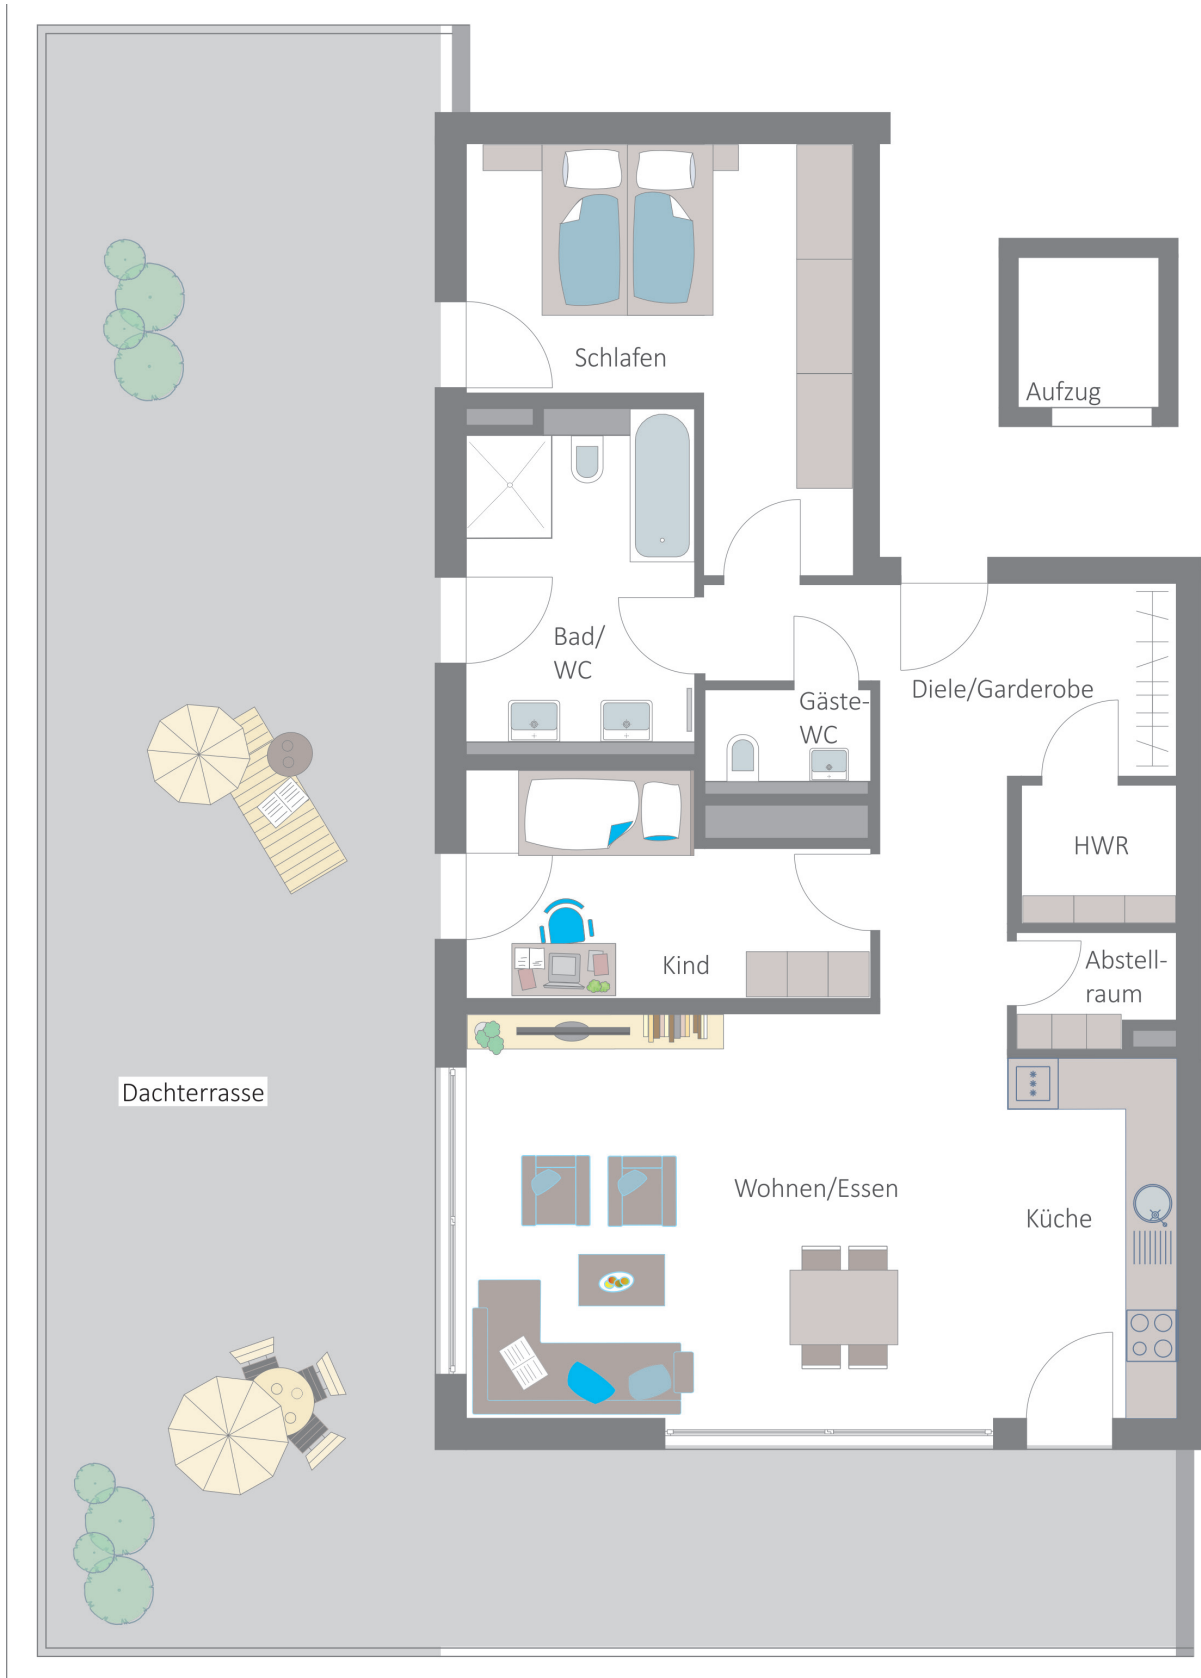 Schlafen
Aufzug
Bad/
WC
Diele/Garderobe
Gäste-
WC
HWR
Kind
Abstell-
raum
Dachterrasse
Wohnen/Essen
Küche